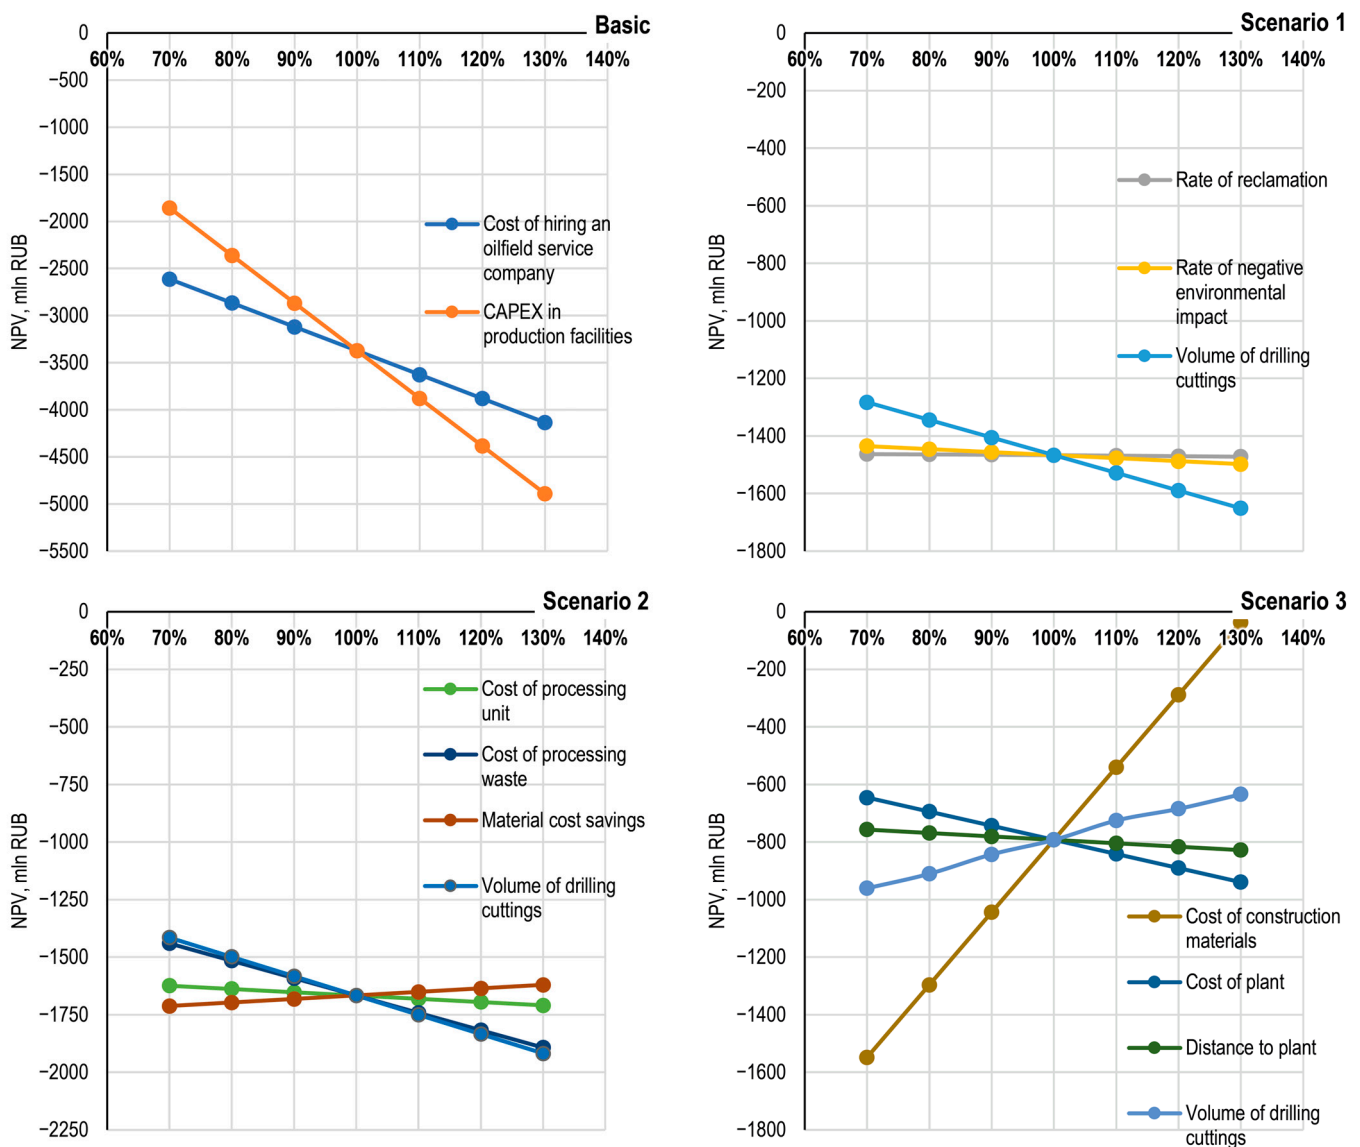 Basic
0
60% 70% 80% 90% 100% 110% 120% 130% 140%
−500
−1000
−1500
−2000
−2500
−3000
−3500
−4000
−4500
−5000
−5500
NPV, mln RUB
Cost of hiring an
oilfield service
company
CAPEX in
production facilities
Scenario 1
0
60% 70% 80% 90% 100% 110% 120% 130% 140%
−200
−400
−600
−800
−1000
−1200
−1400
−1600
−1800
NPV, mln RUB
Rate of reclamation
Rate of negative
environmental
impact
Volume of drilling
cuttings
Scenario 2
0
60% 70% 80% 90% 100% 110% 120% 130% 140%
−250
−500
−750
−1000
−1250
−1500
−1750
−2000
−2250
NPV, mln RUB
Cost of processing
unit
Cost of processing
waste
Material cost savings
Volume of drilling
cuttings
Scenario 3
0
60% 70% 80% 90% 100% 110% 120% 130% 140%
−200
−400
−600
−800
−1000
−1200
−1400
−1600
−1800
NPV, mln RUB
Cost of construction
materials
Cost of plant
Distance to plant
Volume of drilling
cuttings